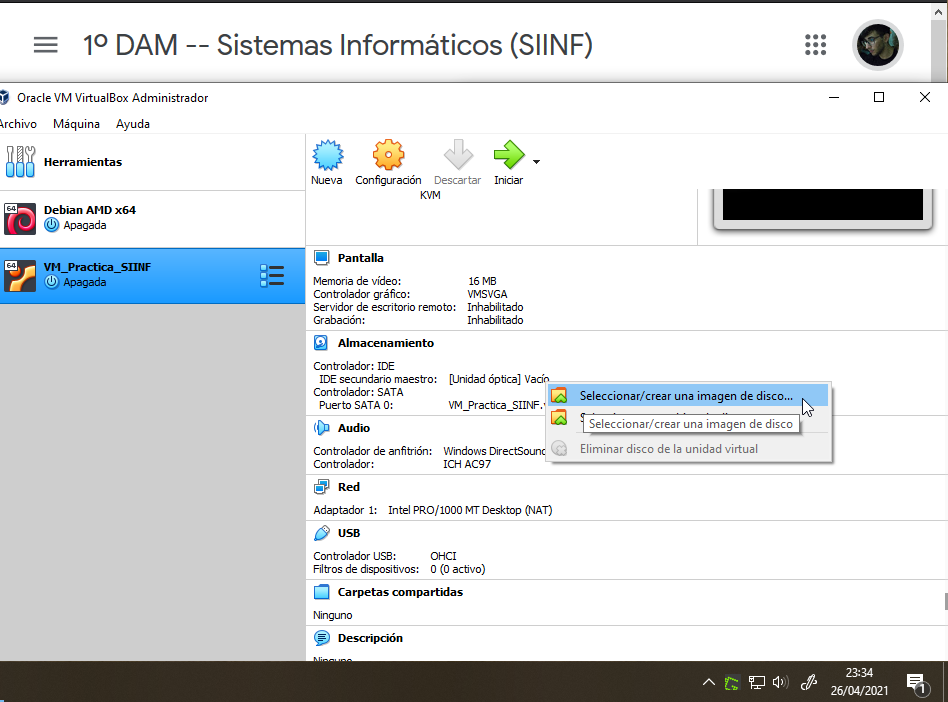 1º DAM -- Sistemas Informáticos (SIINF)
Oracle VM VirtualBox Administrador
Archivo Máquina Ayuda
Herramientas
64
Debian AMD x64
Apagada
64
VM_Practica_SIINF
Apagada
Nueva Configuración Descartar Iniciar
KVM
Pantalla
Memoria de vídeo: 16 MB
Controlador gráfico: VMSVGA
Servidor de escritorio remoto: Inhabilitado
Grabación: Inhabilitado
Almacenamiento
Controlador: IDE
IDE secundario maestro: [Unidad óptica] Vacío
Controlador: SATA
Puerto SATA 0: VM_Practica_SIINF.
Seleccionar/crear una imagen de disco...
Seleccionar/crear una imagen de disco
Eliminar disco de la unidad virtual
Audio
Controlador de anfitrión: Windows DirectSound
Controlador: ICH AC97
Red
Adaptador 1: Intel PRO/1000 MT Desktop (NAT)
USB
Controlador USB: OHCI
Filtros de dispositivos: 0 (0 activo)
Carpetas compartidas
Ninguno
Descripción
Ninguno
23:34
26/04/2021
1